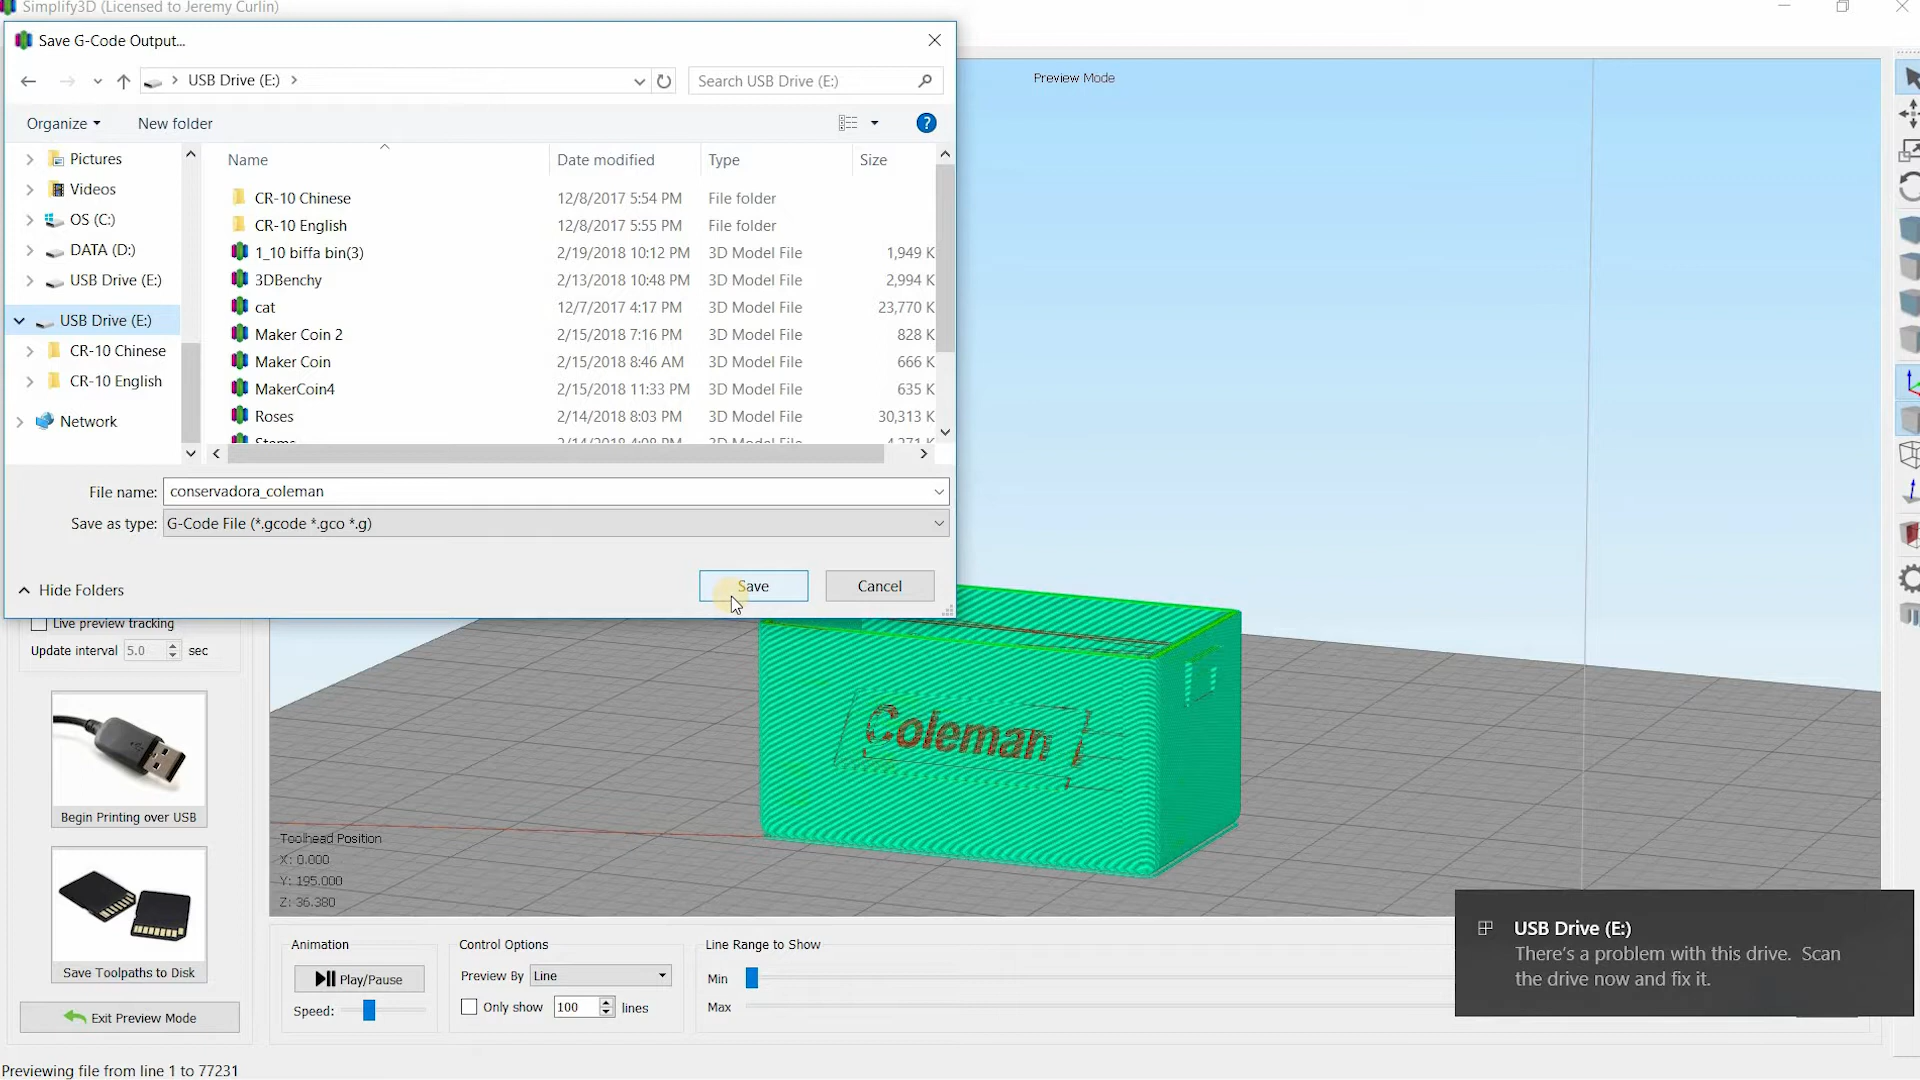 Simplify3D (Licensed to Jeremy Curlin)
Save G-Code Output...
USB Drive (E:)
Search USB Drive (E:)
Organize
New folder
Name
Date modified
Type
Size
Pictures
Videos
OS (C:)
DATA (D:)
USB Drive (E:)
USB Drive (E:)
CR-10 Chinese
CR-10 English
Network
CR-10 Chinese 12/8/2017 5:54 PM File folder
CR-10 English 12/8/2017 5:55 PM File folder
1_10 biffa bin(3) 2/19/2018 10:12 PM 3D Model File 1,949 K
3DBenchy 2/13/2018 10:48 PM 3D Model File 2,994 K
cat 12/7/2017 4:17 PM 3D Model File 23,770 K
Maker Coin 2 2/15/2018 7:16 PM 3D Model File 828 K
Maker Coin 2/15/2018 8:46 AM 3D Model File 666 K
MakerCoin4 2/15/2018 11:33 PM 3D Model File 635 K
Roses 2/14/2018 8:03 PM 3D Model File 30,313 K
Stems 2/14/2018 4:08 PM 3D Model File 4,271 K
File name: conservadora_coleman
Save as type: G-Code File (*.gcode *.gco *.g)
Hide Folders
Save
Cancel
Preview Mode
Live preview tracking
Update interval 5.0 sec
Begin Printing over USB
Save Toolpaths to Disk
Exit Preview Mode
Coleman
Toolhead Position
X: 0.000
Y: 195.000
Z: 36.380
Animation
Play/Pause
Speed:
Control Options
Preview By Line
Only show 100 lines
Line Range to Show
Min
Max
USB Drive (E:)
There's a problem with this drive. Scan
the drive now and fix it.
Previewing file from line 1 to 77231